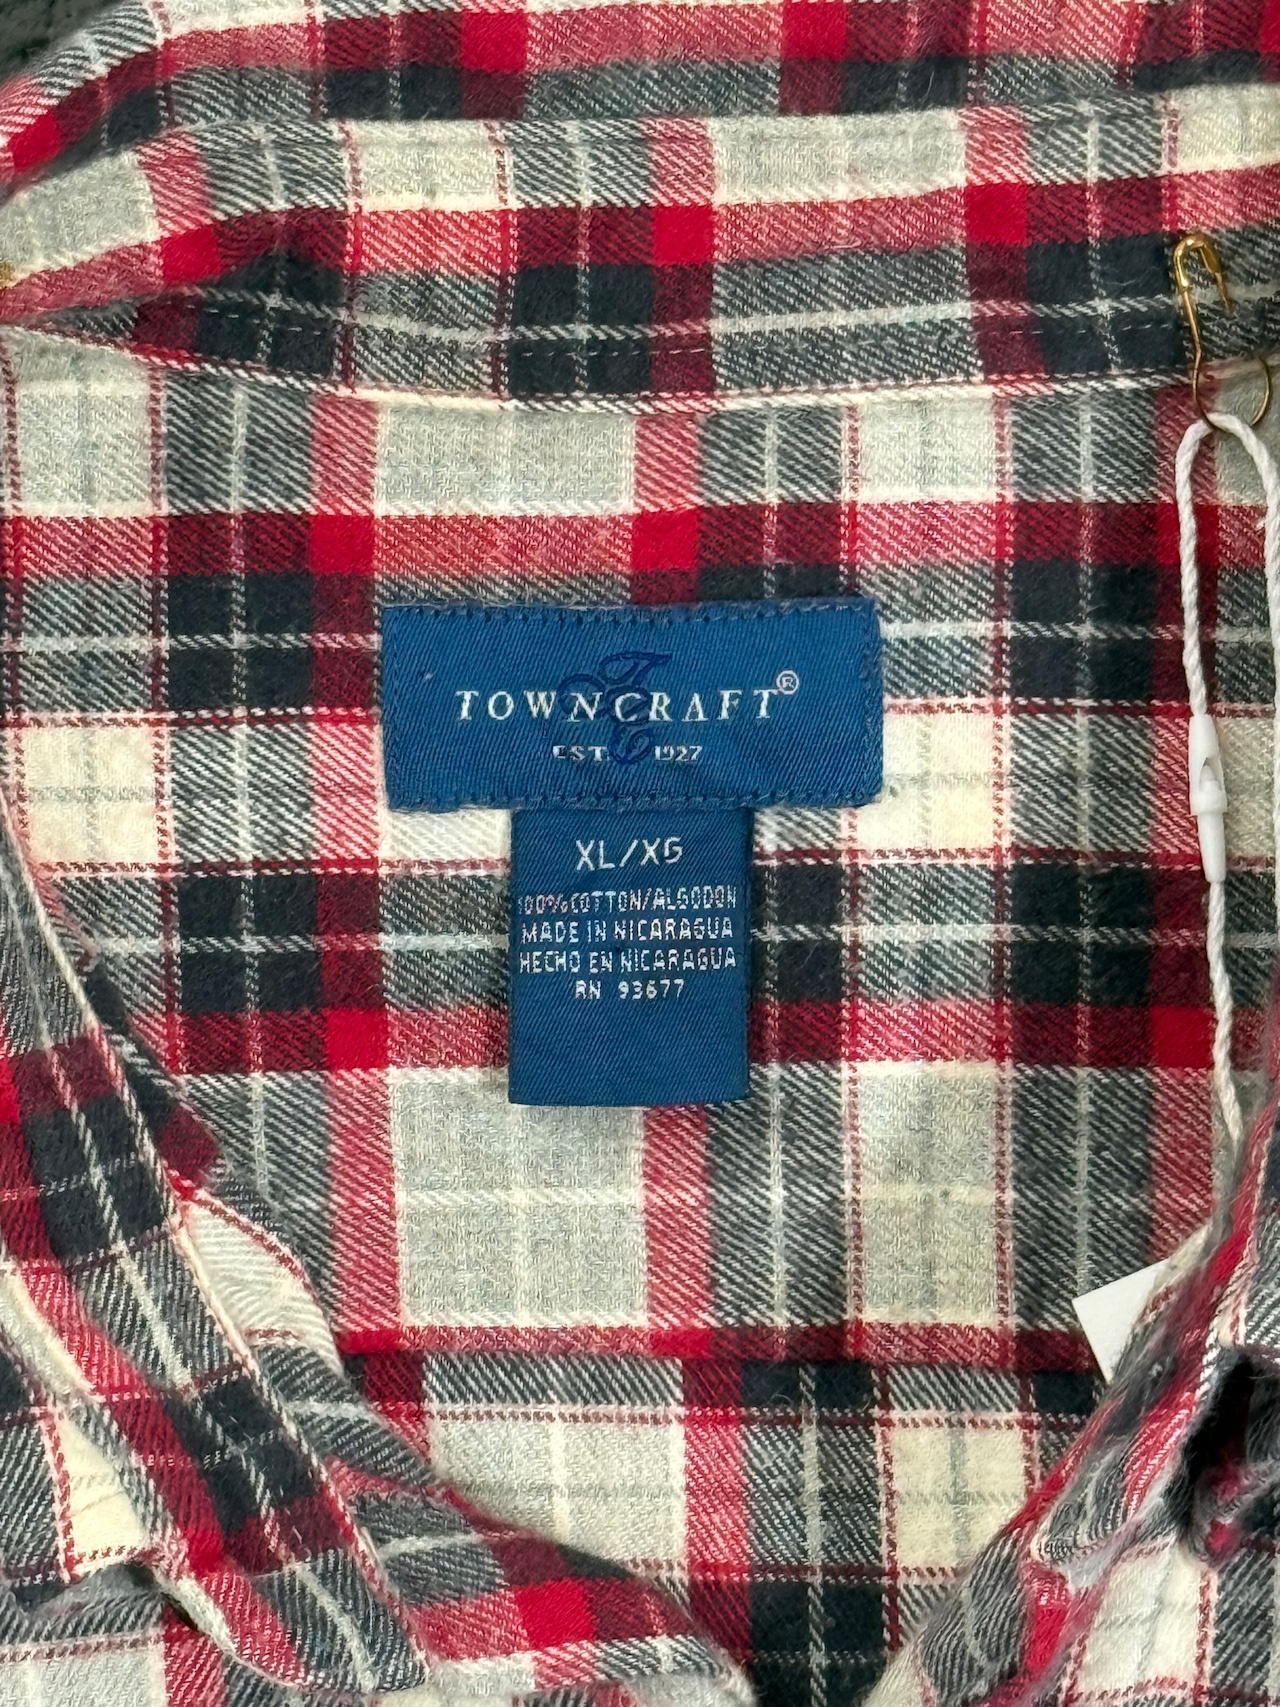 TOWNCRAFT®
EST. 1927
XL/XG
100% COTTON/ALGODON
MADE IN NICARAGUA
HECHO EN NICARAGUA
RN 93677